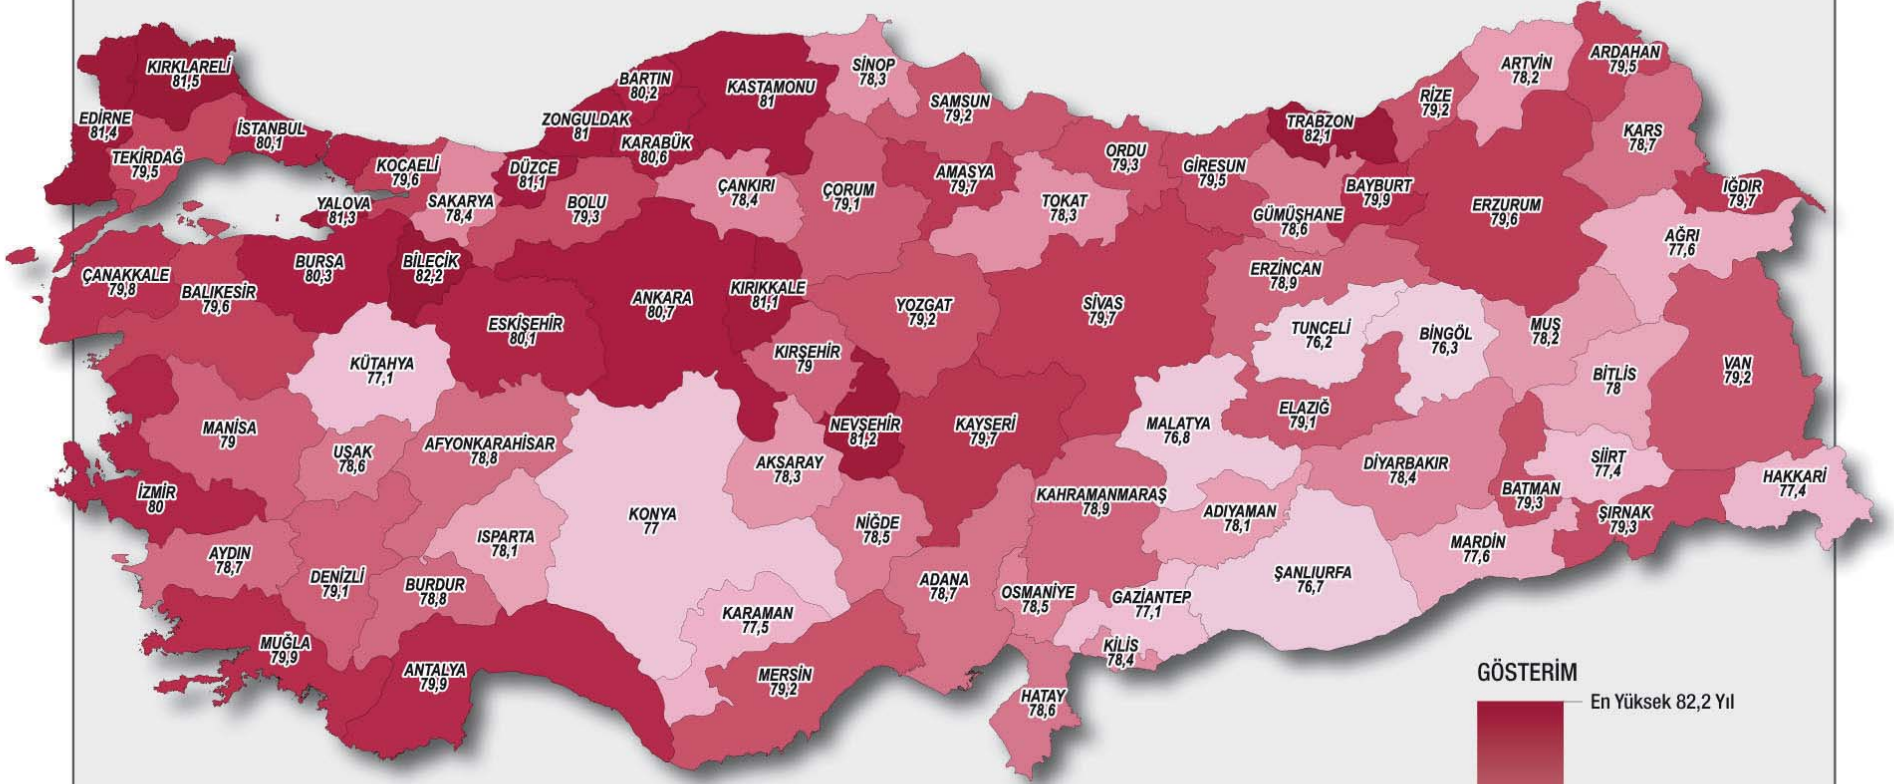 KIRKLARELİ
81,5
EDİRNE
81,4
TEKİRDAĞ
79,5
İSTANBUL
80,1
KOCAELİ
79,6
YALOVA
81,3
SAKARYA
78,4
DÜZCE
81,1
BOLU
79,3
ZONGULDAK
81
BARTIN
80,2
KARABÜK
80,6
KASTAMONU
81
SİNOP
78,3
SAMSUN
79,2
ÇANKIRI
78,4
ÇORUM
79,1
AMASYA
79,7
TOKAT
78,3
ORDU
79,3
GİRESUN
79,5
TRABZON
82,1
GÜMÜŞHANE
78,6
BAYBURT
79,9
RİZE
79,2
ARTVİN
78,2
ARDAHAN
79,5
KARS
78,7
IĞDIR
79,7
AĞRI
77,6
ERZURUM
79,6
ERZİNCAN
78,9
ÇANAKKALE
79,8
BALIKESİR
79,6
BURSA
80,3
BİLECİK
82,2
ESKİŞEHİR
80,1
ANKARA
80,7
KIRIKKALE
81,1
KIRŞEHİR
79
YOZGAT
79,2
SİVAS
79,7
TUNCELİ
76,2
BİNGÖL
76,3
MUŞ
78,2
BİTLİS
78
VAN
79,2
KÜTAHYA
77,1
MANİSA
79
UŞAK
78,6
AFYONKARAHİSAR
78,8
İZMİR
80
AYDIN
78,7
DENİZLİ
79,1
BURDUR
78,8
ISPARTA
78,1
KONYA
77
AKSARAY
78,3
NEVŞEHİR
81,2
KAYSERİ
79,7
NİĞDE
78,5
MALATYA
76,8
ELAZIĞ
79,1
DİYARBAKIR
78,4
BATMAN
79,3
SİİRT
77,4
ŞIRNAK
79,3
HAKKARİ
77,4
MARDİN
77,6
ŞANLIURFA
76,7
ADIYAMAN
78,1
KAHRAMANMARAŞ
78,9
GAZİANTEP
77,1
KİLİS
78,4
OSMANİYE
78,5
ADANA
78,7
HATAY
78,6
MERSİN
79,2
KARAMAN
77,5
ANTALYA
79,9
MUĞLA
79,9
GÖSTERİM
En Yüksek 82,2 Yıl